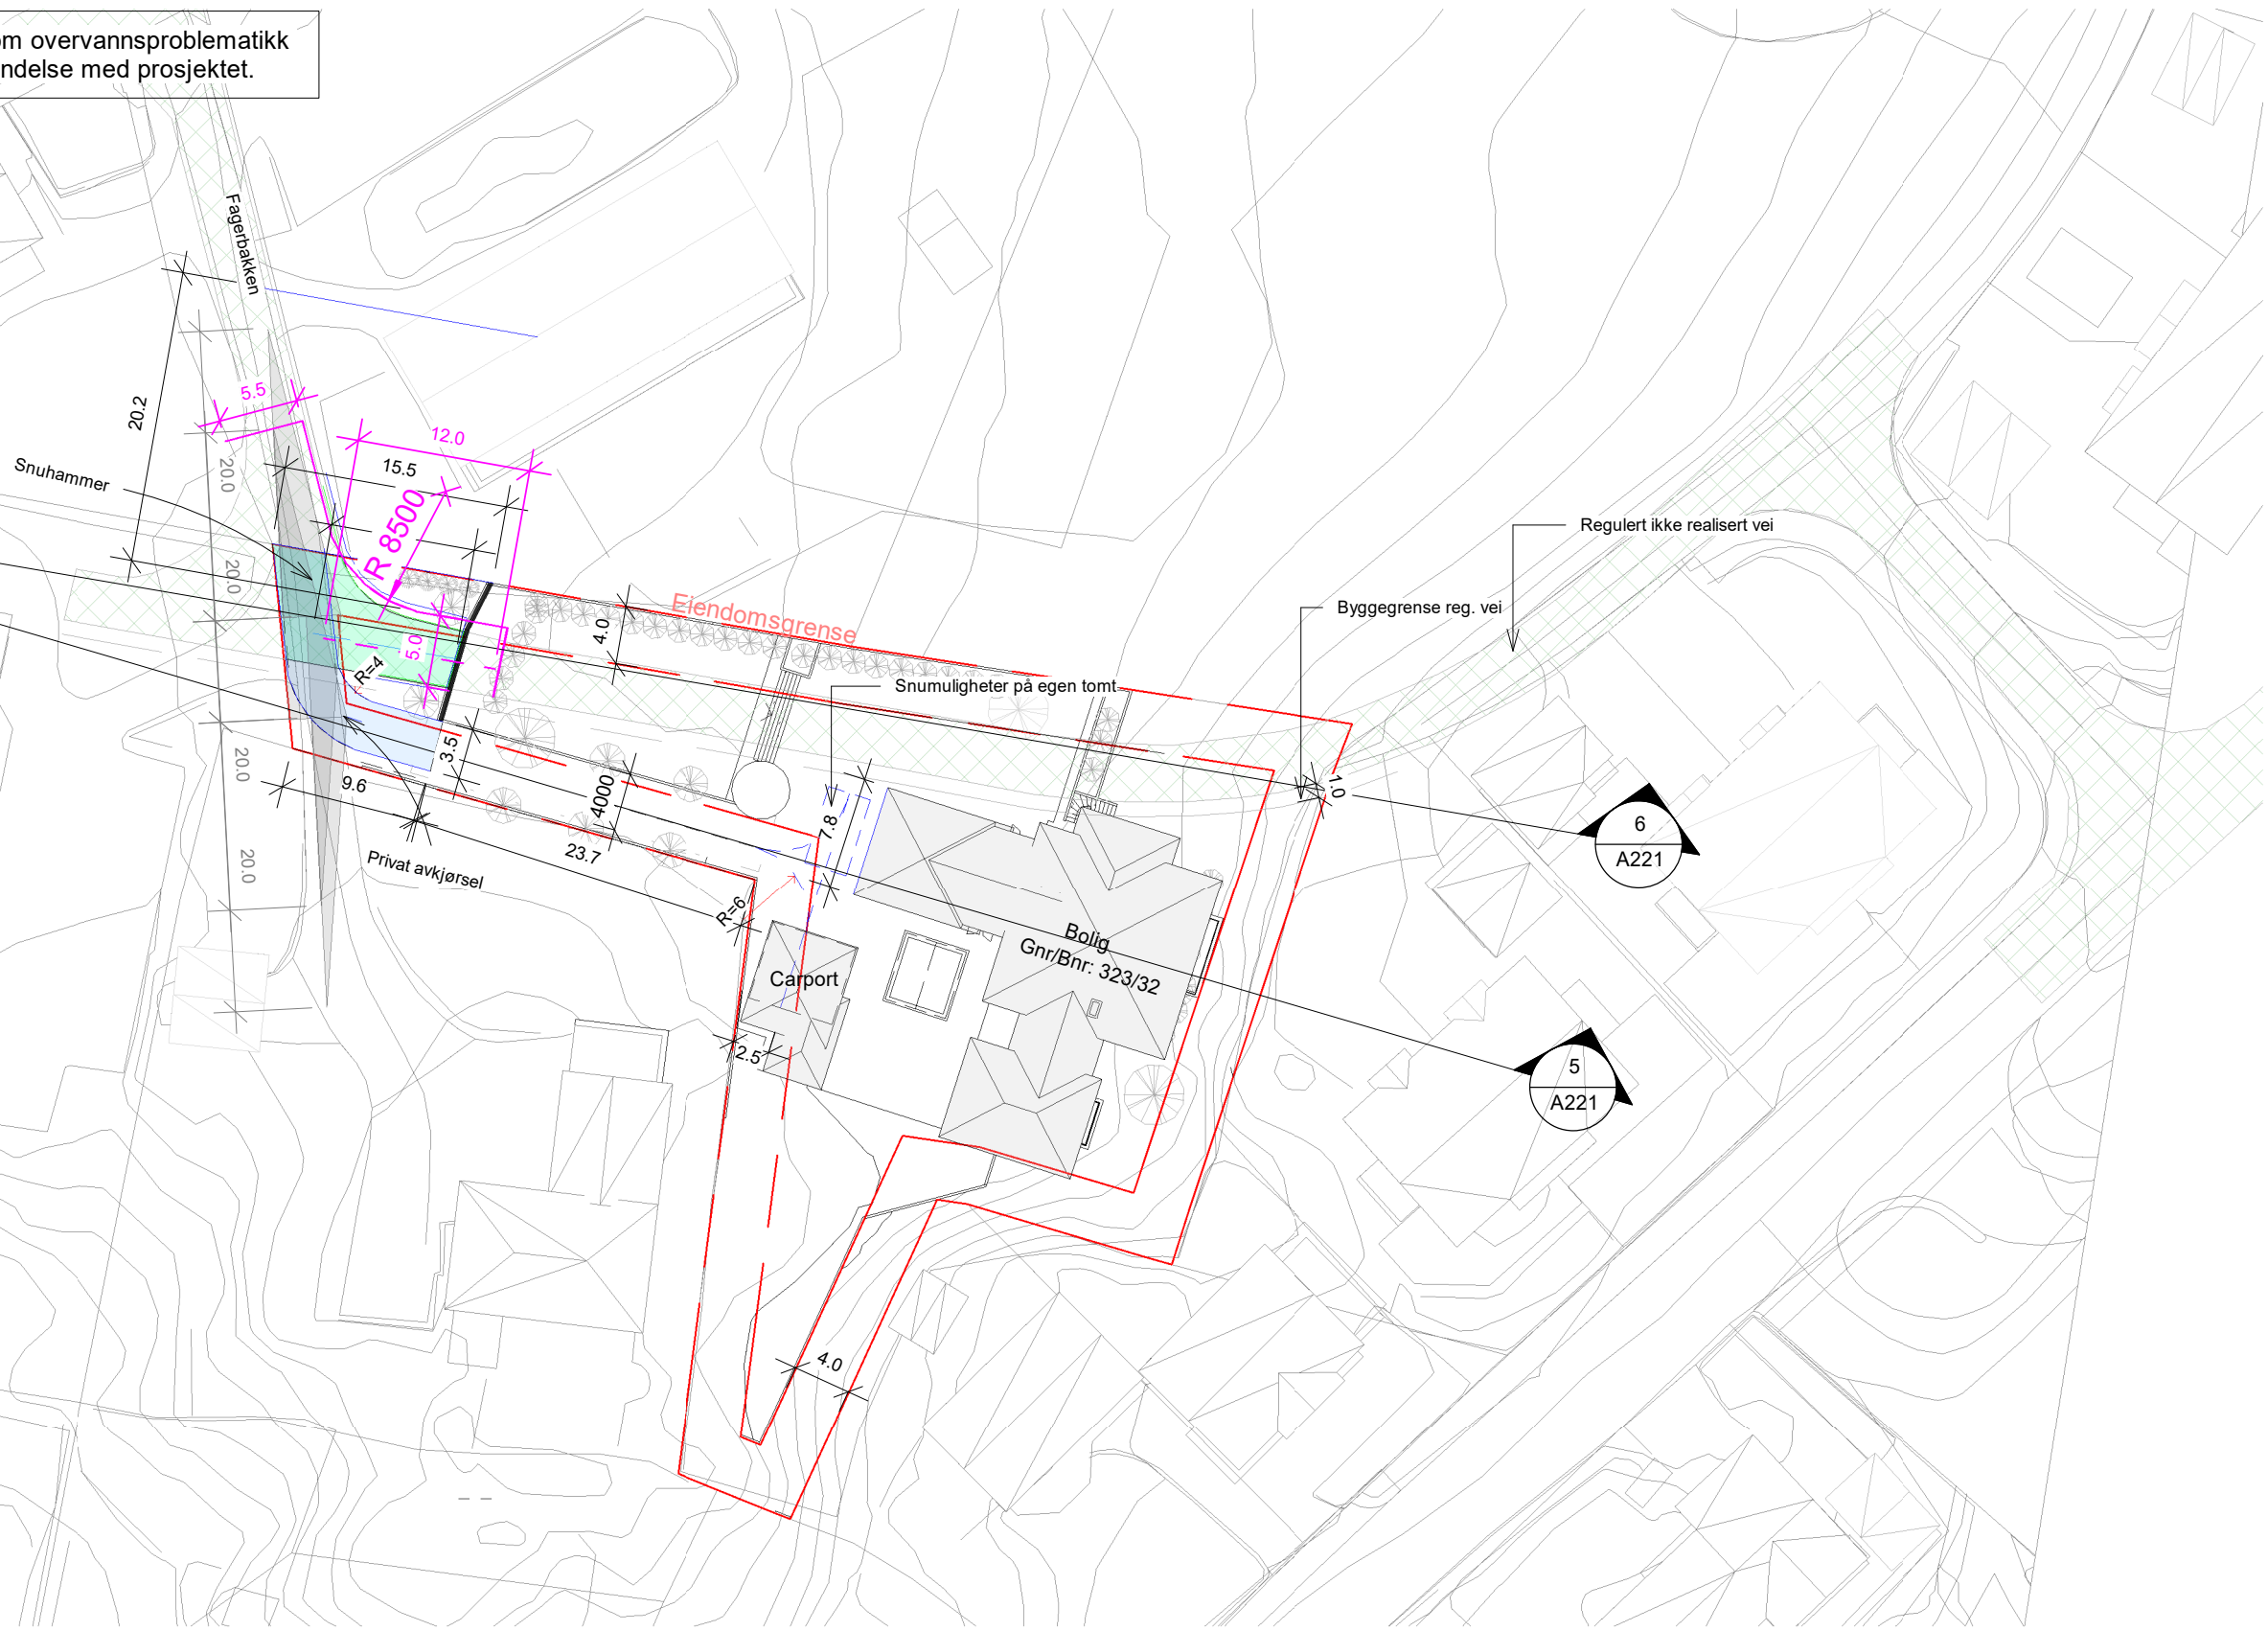 om overvannsproblematikk
ndelse med prosjektet.
Fagerbakken
20.2
5.5
12.0
15.5
Snuhammer
R 8500
20.0
20.0
20.0
20.0
5.0
R=4
Eiendomsgrense
4.0
Regulert ikke realisert vei
Byggegrense reg. vei
Snumuligheter på egen tomt
3.5
9.6
4000
7.8
1.0
23.7
Privat avkjørsel
R=6
6
A221
Bolig
Gnr/Bnr: 323/32
Carport
2.5
5
A221
4.0